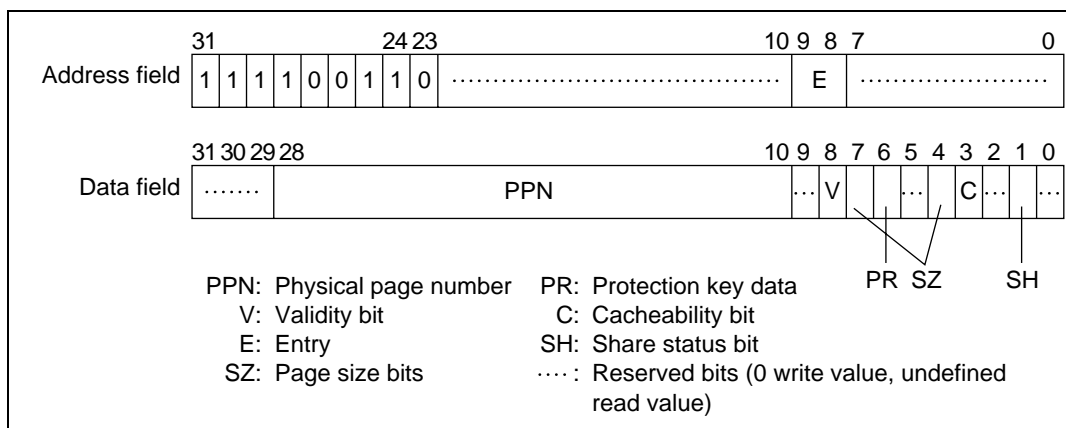 31 24 23 10 9 8 7 0
Address field 1 1 1 1 0 0 1 1 0 ............ E ............
31 30 29 28 10 9 8 7 6 5 4 3 2 1 0
Data field ....... PPN ... V ... C ... ...
PR SZ SH
PPN: Physical page number PR: Protection key data
V: Validity bit C: Cacheability bit
E: Entry SH: Share status bit
SZ: Page size bits ....: Reserved bits (0 write value, undefined
read value)